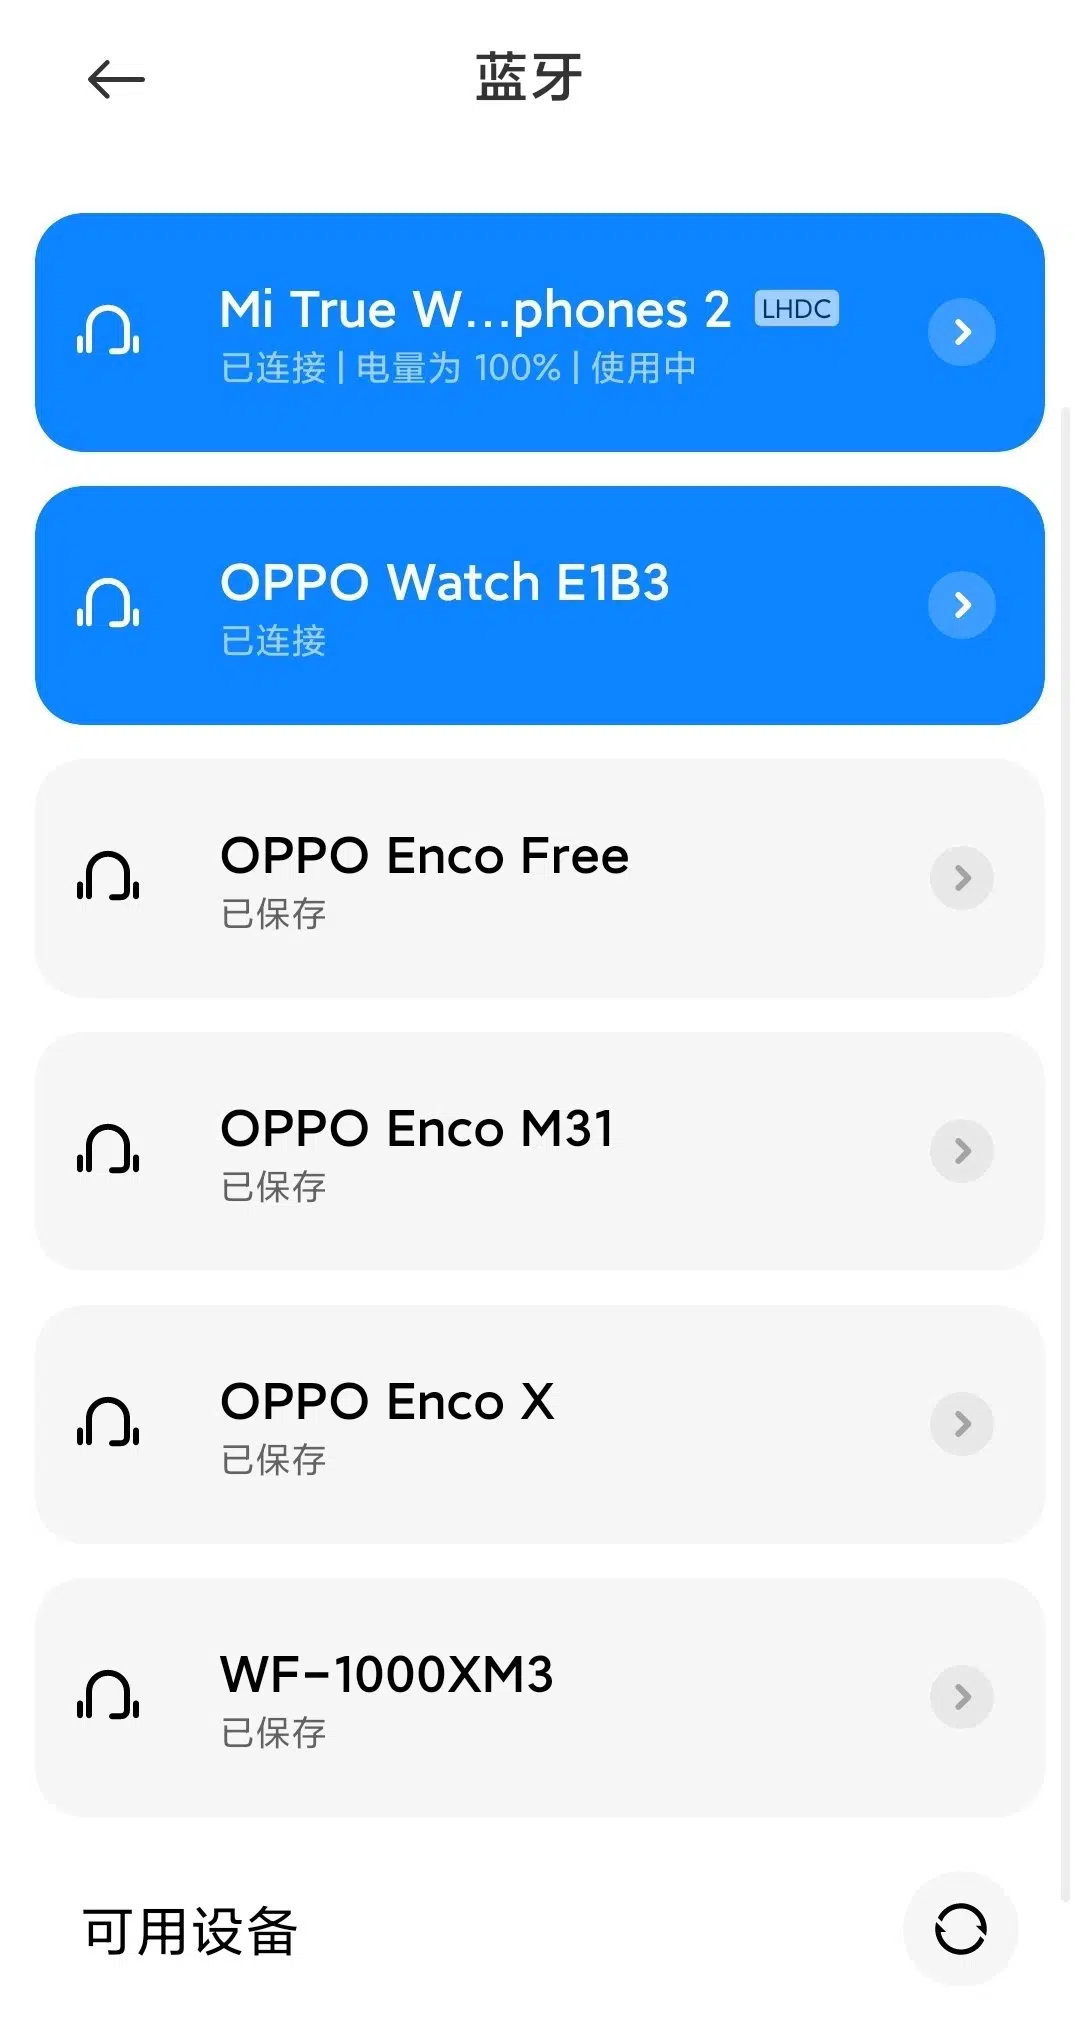 蓝牙
Mi True W...phones 2 LHDC
已连接 | 电量为 100% | 使用中
OPPO Watch E1B3
已连接
OPPO Enco Free
已保存
OPPO Enco M31
已保存
OPPO Enco X
已保存
WF-1000XM3
已保存
可用设备